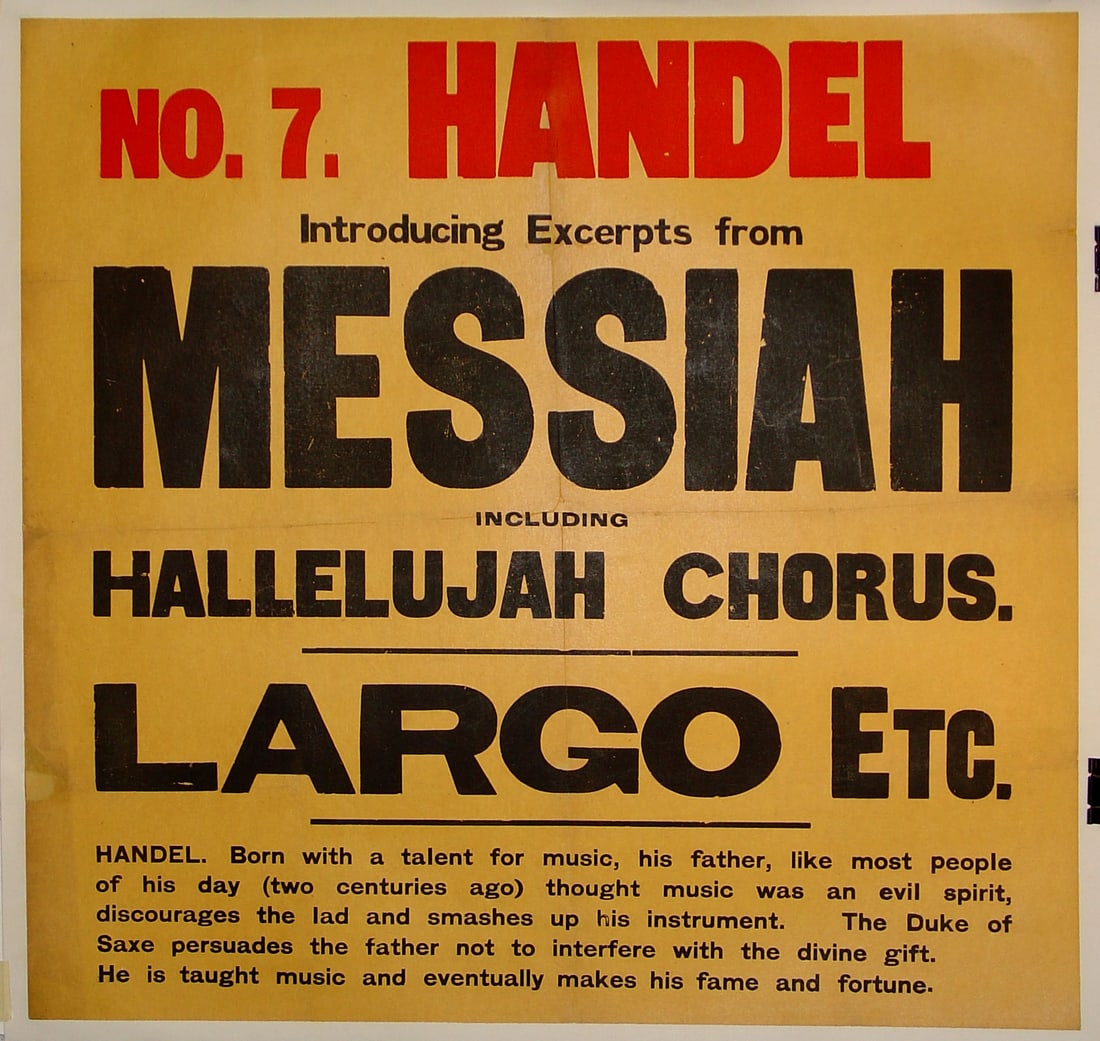 NO. 7. HANDEL
Introducing Excerpts from
MESSIAH
INCLUDING
HALLELUJAH CHORUS.
LARGO ETC.
HANDEL. Born with a talent for music, his father, like most people
of his day (two centuries ago) thought music was an evil spirit,
discourages the lad and smashes up his instrument. The Duke of
Saxe persuades the father not to interfere with the divine gift.
He is taught music and eventually makes his fame and fortune.